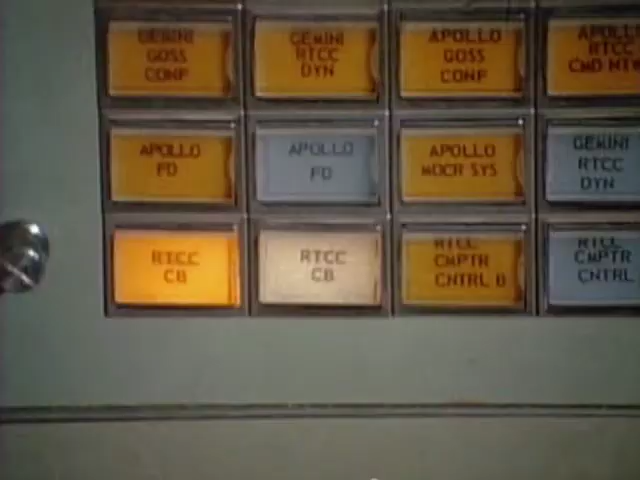 GEMINI
GOSS
CONF
GEMINI
RTCC
DYN
APOLLO
GOSS
CONF
APOLLO
RTCC
CMD
APOLLO
FD
APOLLO
FD
APOLLO
MOCR SYS
GEMINI
RTCC
DYN
RTCC
CB
RTCC
CB
RTCC
CMPTR
CNTRL
RTCC
CMPTR
CNTRL